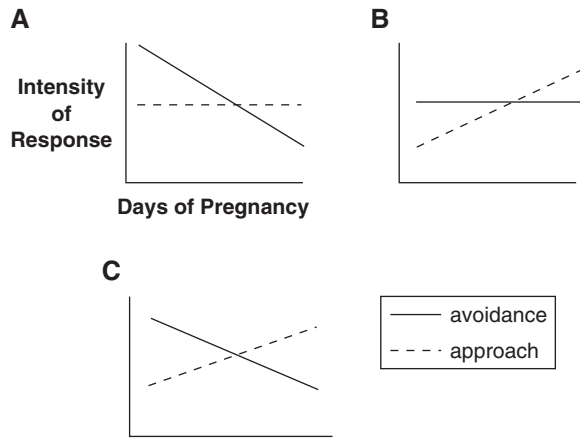 A
Intensity
of
Response
Days of Pregnancy
B
C
avoidance
approach